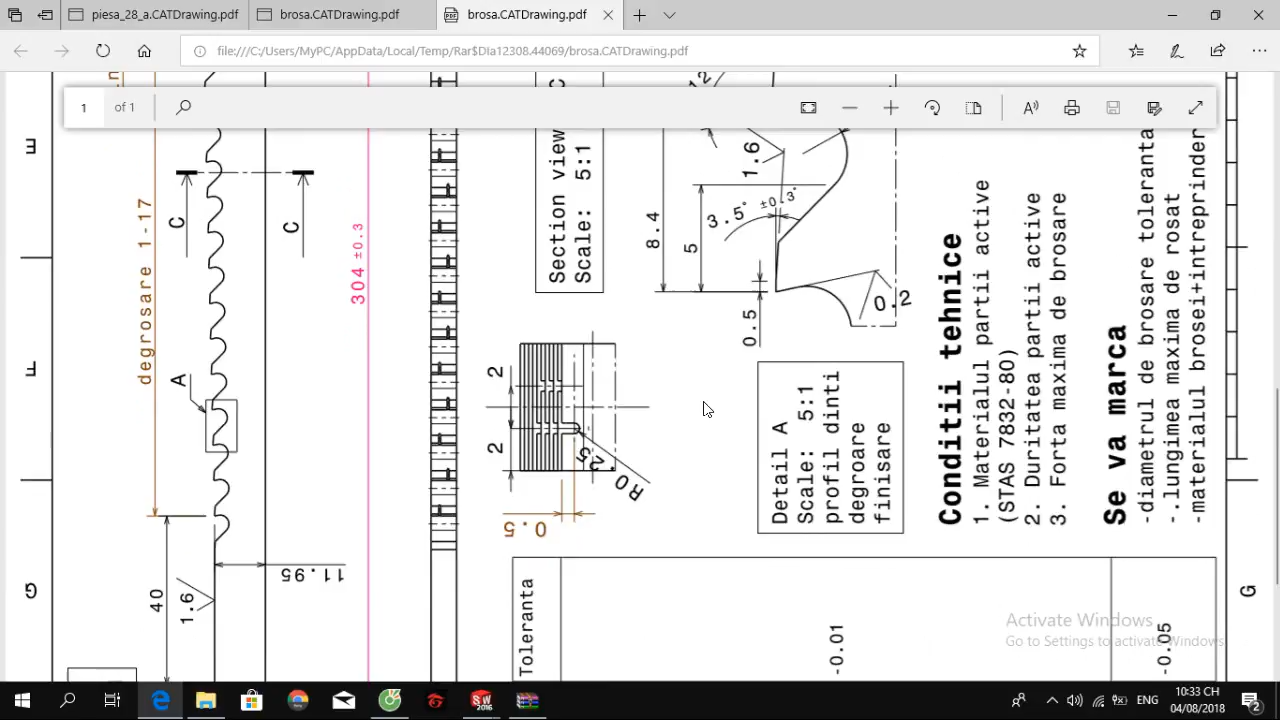 piesa_28_a.CATDrawing.pdf
brosa.CATDrawing.pdf
brosa.CATDrawing.pdf
file:///C:/Users/MyPC/AppData/Local/Temp/Rar$DIa12308.44069/brosa.CATDrawing.pdf
1 of 1
E
F
G
degrosare 1-17
C
C
A
304 ±0.3
40
1.6
11.95
Section view C
Scale: 5:1
12
1.6
8.4
5
3.5° ±0.3°
0.5
0.2
2
2
R0.25
0.5
Detail A
Scale: 5:1
profil dinti
degroare
finisare
Conditii tehnice
1. Materialul partii active
(STAS 7832-80)
2. Duritatea partii active
3. Forta maxima de brosare
Se va marca
-diametrul de brosare toleranta
-.lungimea maxima de rosat
-materialul brosei+intreprinder
Toleranta
-0.01
-0.05
G
Activate Windows
Go to Settings to activate Windows
ENG
10:33 CH
04/08/2018
2
SW
2016